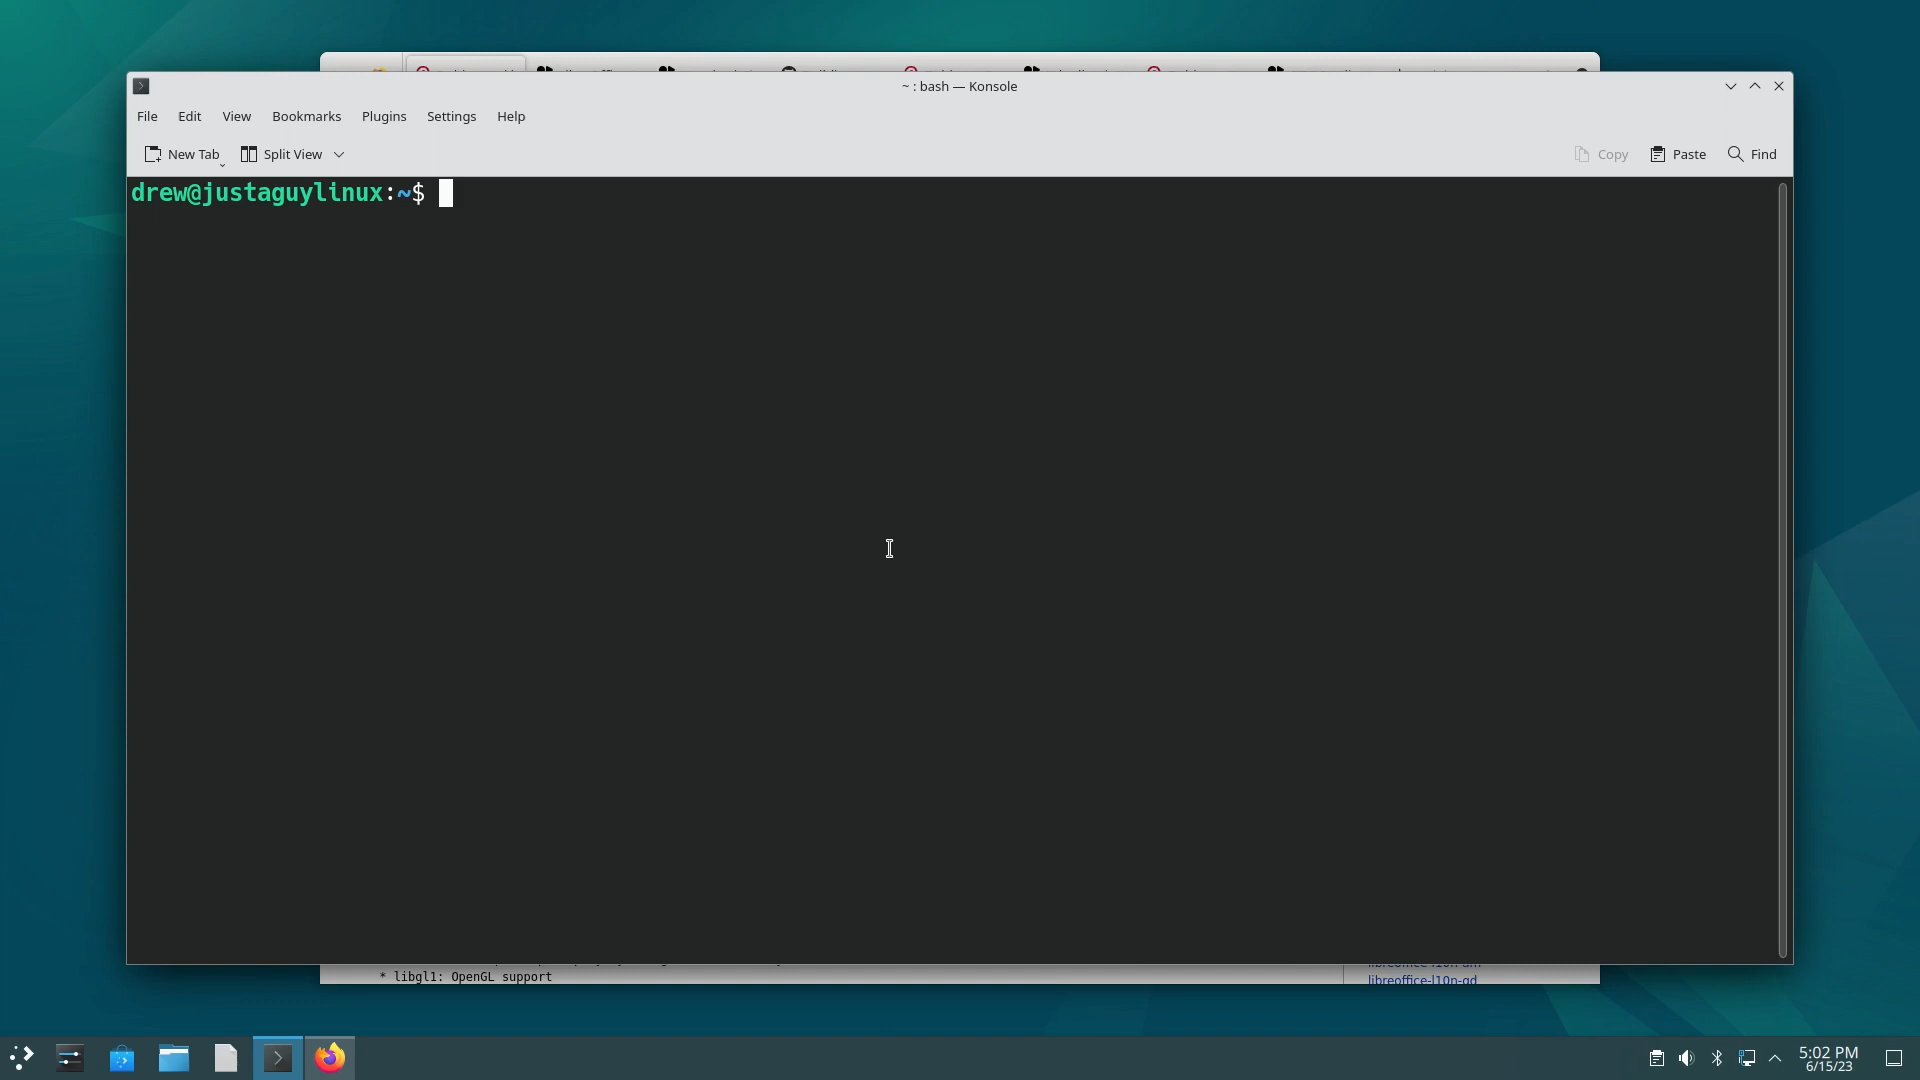 ~ : bash — Konsole
File Edit View Bookmarks Plugins Settings Help
New Tab Split View Copy Paste Find
drew@justaguylinux:~$
* libgl1: OpenGL support
libreoffice-l10n-gd
5:02 PM
6/15/23